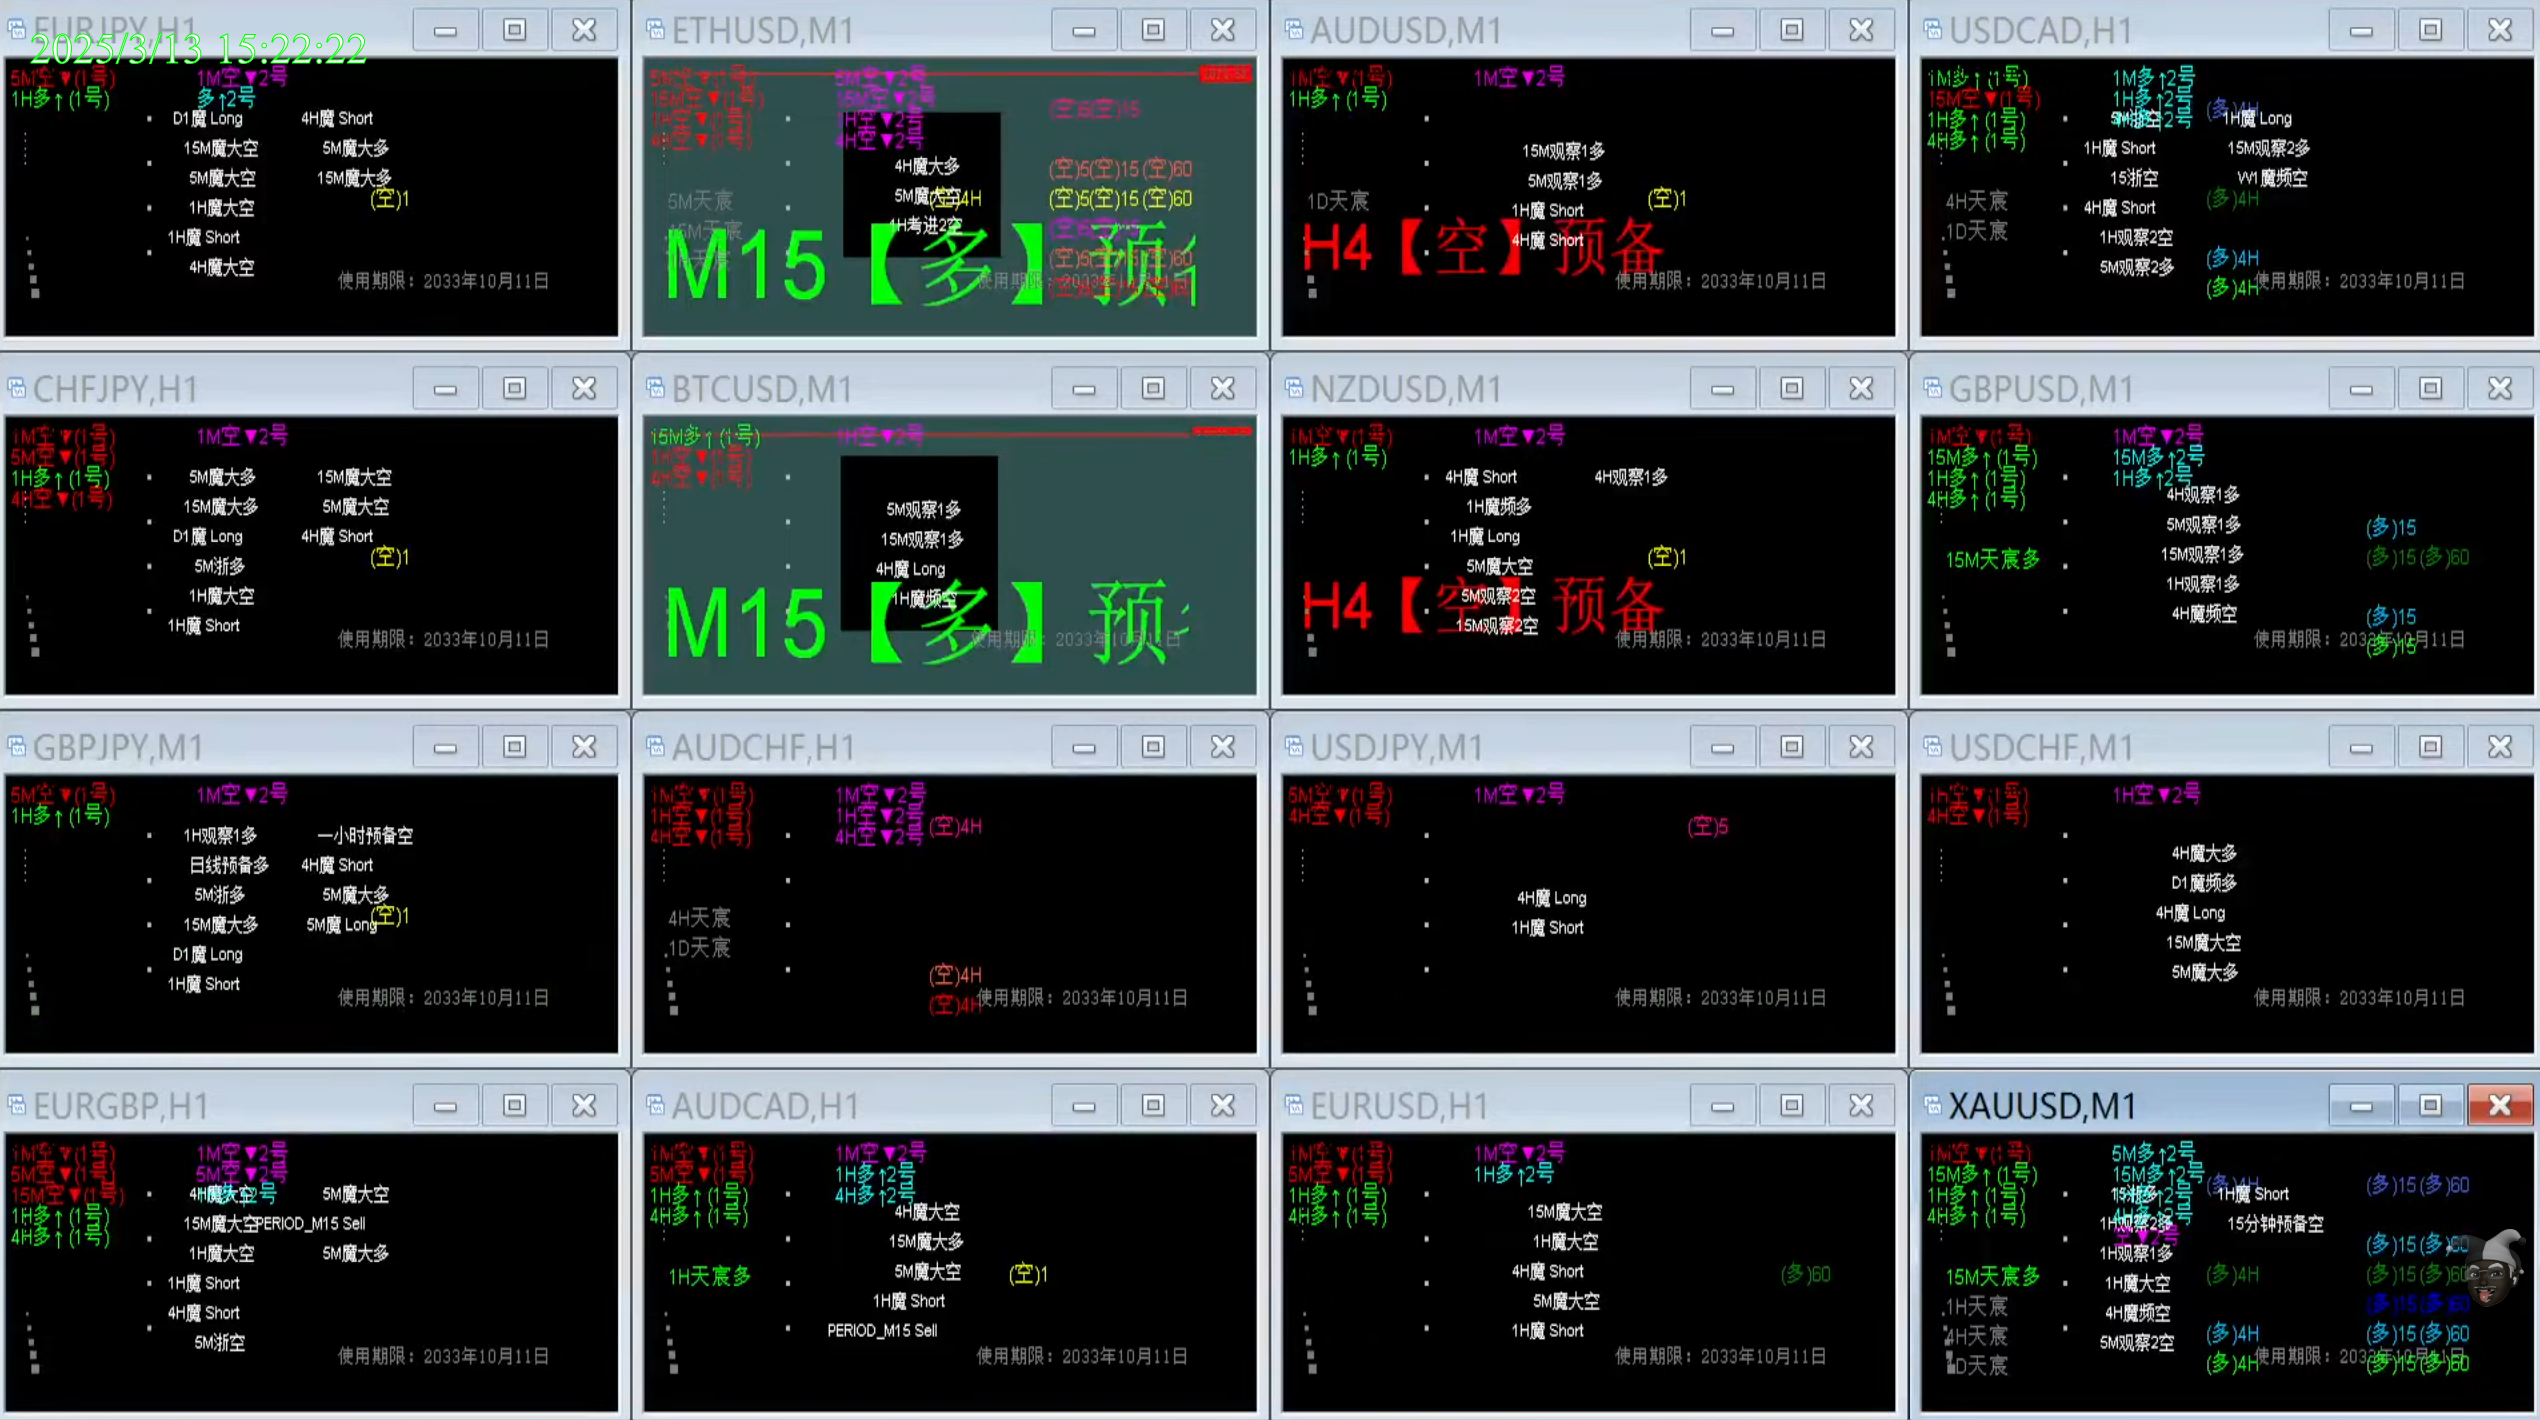 EURJPY,H1
2025/3/13 15:22:22
5M空▼(1号) 1M空▼2号
1H多↑(1号) 多↑2号
D1魔 Long 4H魔 Short
15M魔大空 5M魔大多
5M魔大空 15M魔大多
(空)1
1H魔大空
1H魔 Short
4H魔大空
使用期限：2033年10月11日
ETHUSD,M1
5M空▼(1号) 5M空▼2号
15M空▼(1号) 15M空▼2号
1H空▼(1号) 1H空▼2号
4H空▼(1号) 4H空▼2号
(空)5(空)15
4H魔大多
(空)5(空)15(空)60
5M天宸 5M魔大空 (空)4H (空)5(空)15(空)60
15M天宸 1H考进2空
M15【多】预
AUDUSD,M1
1M空▼(1号) 1M空▼2号
1H多↑(1号)
15M观察1多
5M观察1多
1D天宸 (空)1
1H魔 Short
4H魔 Short
H4【空】预备
使用期限：2033年10月11日
USDCAD,H1
1M多↑(1号) 1M多↑2号
15M空▼(1号) 1H多↑2号
1H多↑(1号) 1H魔 Long
4H多↑(1号)
1H魔 Short 15M观察2多
15浙空 W1魔频空
4H天宸 (多)4H
4H魔 Short
1D天宸 1H观察2空
(多)4H
5M观察2多
(多)4H 使用期限：2033年10月11日
CHFJPY,H1
1M空▼(1号) 1M空▼2号
5M空▼(1号)
1H多↑(1号) 5M魔大多 15M魔大空
4H空▼(1号)
15M魔大多 5M魔大空
D1魔 Long 4H魔 Short
(空)1
5M浙多
1H魔大空
1H魔 Short
使用期限：2033年10月11日
BTCUSD,M1
15M多↑(1号) 1H空▼2号
1H空▼(1号)
4H空▼(1号)
5M观察1多
15M观察1多
4H魔 Long
1H魔频空
M15【多】预
NZDUSD,M1
1M空▼(1号) 1M空▼2号
1H多↑(1号)
4H魔 Short 4H观察1多
1H魔频多
1H魔 Long
(空)1
5M魔大空
5M观察2空
H4【空】预备
15M观察2空
使用期限：2033年10月11日
GBPUSD,M1
1M空▼(1号) 1M空▼2号
15M多↑(1号) 15M多↑2号
1H多↑(1号) 1H多↑2号
4H多↑(1号) 4H观察1多
5M观察1多 (多)15
15M天宸多 15M观察1多 (多)15(多)60
1H观察1多
4H魔频空 (多)15
使用期限：2033年10月11日
(多)15
GBPJPY,M1
5M空▼(1号) 1M空▼2号
1H多↑(1号)
1H观察1多 一小时预备空
日线预备多 4H魔 Short
5M浙多 5M魔大多
(空)1
15M魔大多 5M魔 Long
D1魔 Long
1H魔 Short
使用期限：2033年10月11日
AUDCHF,H1
1M空▼(1号) 1M空▼2号
1H空▼(1号) 1H空▼2号
4H空▼(1号) 4H空▼2号 (空)4H
4H天宸
1D天宸
(空)4H
(空)4H 使用期限：2033年10月11日
USDJPY,M1
5M空▼(1号) 1M空▼2号
4H空▼(1号)
(空)5
4H魔 Long
1H魔 Short
使用期限：2033年10月11日
USDCHF,M1
1H空▼(1号) 1H空▼2号
4H空▼(1号)
4H魔大多
D1魔频多
4H魔 Long
15M魔大空
5M魔大多
使用期限：2033年10月11日
EURGBP,H1
1M空▼(1号) 1M空▼2号
5M空▼(1号) 5M空▼2号
15M空▼(1号) 4H魔大空 5M魔大空
1H多↑(1号) 15M魔大空 PERIOD_M15 Sell
4H多↑(1号)
1H魔大空 5M魔大多
1H魔 Short
4H魔 Short
5M浙空
使用期限：2033年10月11日
AUDCAD,H1
1M空▼(1号) 1M空▼2号
5M空▼(1号) 1H多↑2号
1H多↑(1号) 4H多↑2号
4H多↑(1号) 4H魔大空
15M魔大多
1H天宸多 5M魔大空 (空)1
1H魔 Short
PERIOD_M15 Sell
使用期限：2033年10月11日
EURUSD,H1
1M空▼(1号) 1M空▼2号
5M空▼(1号) 1H多↑2号
1H多↑(1号)
4H多↑(1号) 15M魔大空
1H魔大空
4H魔 Short (多)60
5M魔大空
1H魔 Short
使用期限：2033年10月11日
XAUUSD,M1
1M空▼(1号) 5M多↑2号
15M多↑(1号) 15M多↑2号
1H多↑(1号) (多)4H 1H魔 Short (多)15(多)60
4H多↑(1号) 1H观察2多 15分钟预备空
1H观察1多 (多)15(多)60
15M天宸多 1H魔大空 (多)4H (多)15(多)60
1H天宸 4H魔频空 (多)15(多)60
4H天宸 5M观察2空 (多)4H (多)15(多)60
1D天宸 (多)4H (多)15(多)60